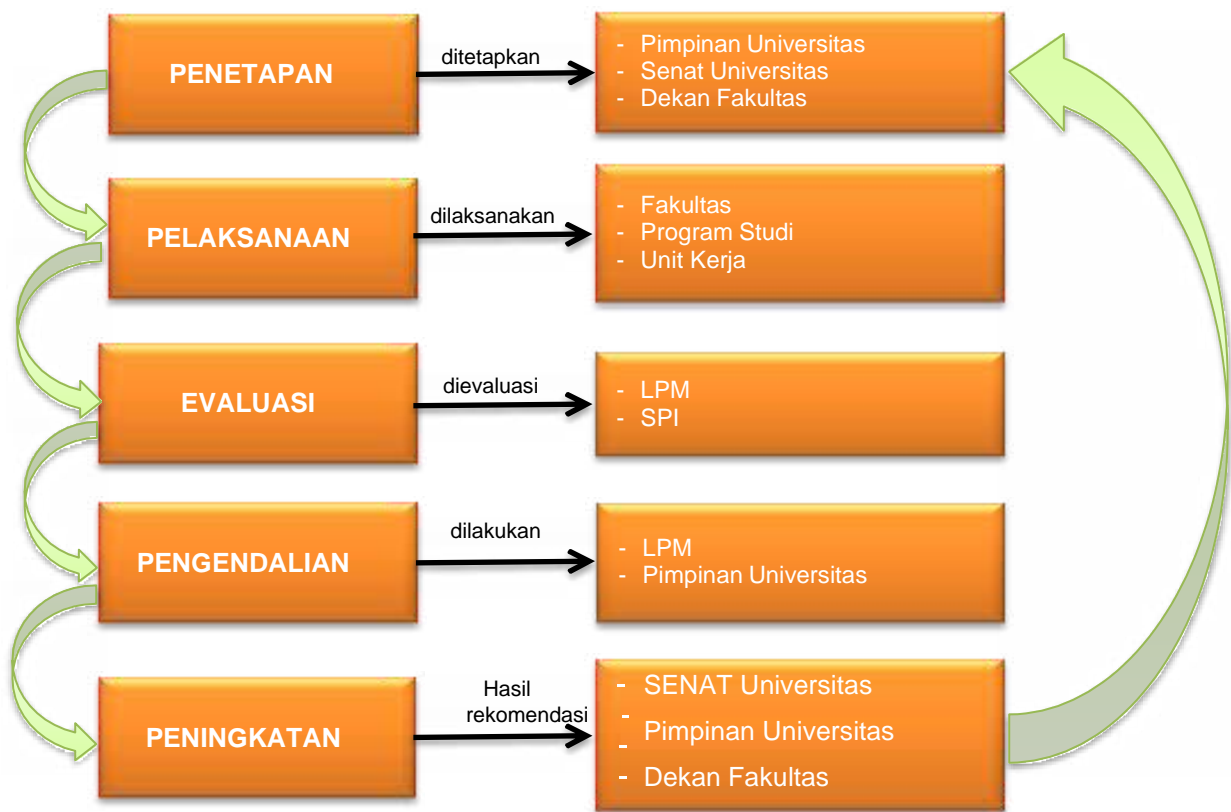 PENETAPAN
ditetapkan
- Pimpinan Universitas
- Senat Universitas
- Dekan Fakultas
PELAKSANAAN
dilaksanakan
- Fakultas
- Program Studi
- Unit Kerja
EVALUASI
dievaluasi
- LPM
- SPI
PENGENDALIAN
dilakukan
- LPM
- Pimpinan Universitas
PENINGKATAN
Hasil
rekomendasi
- SENAT Universitas
- Pimpinan Universitas
-
- Dekan Fakultas